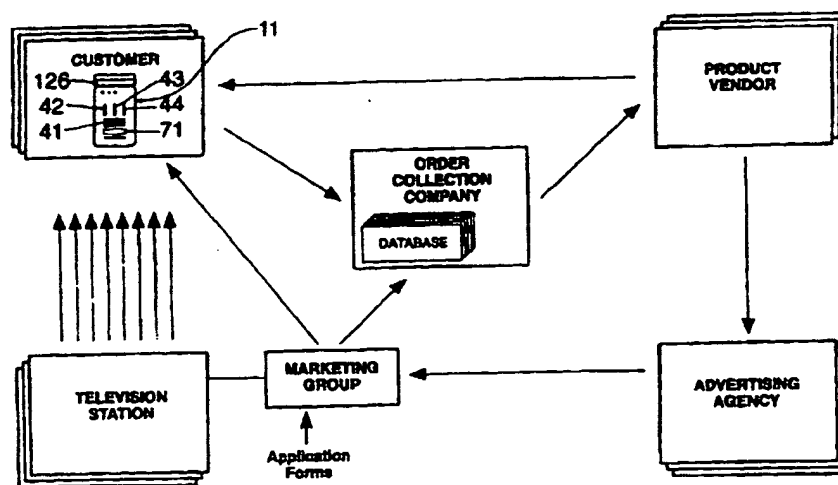 11
CUSTOMER
126
43
42
44
41
71
PRODUCT
VENDOR
ORDER
COLLECTION
COMPANY
DATABASE
TELEVISION
STATION
MARKETING
GROUP
Application
Forms
ADVERTISING
AGENCY